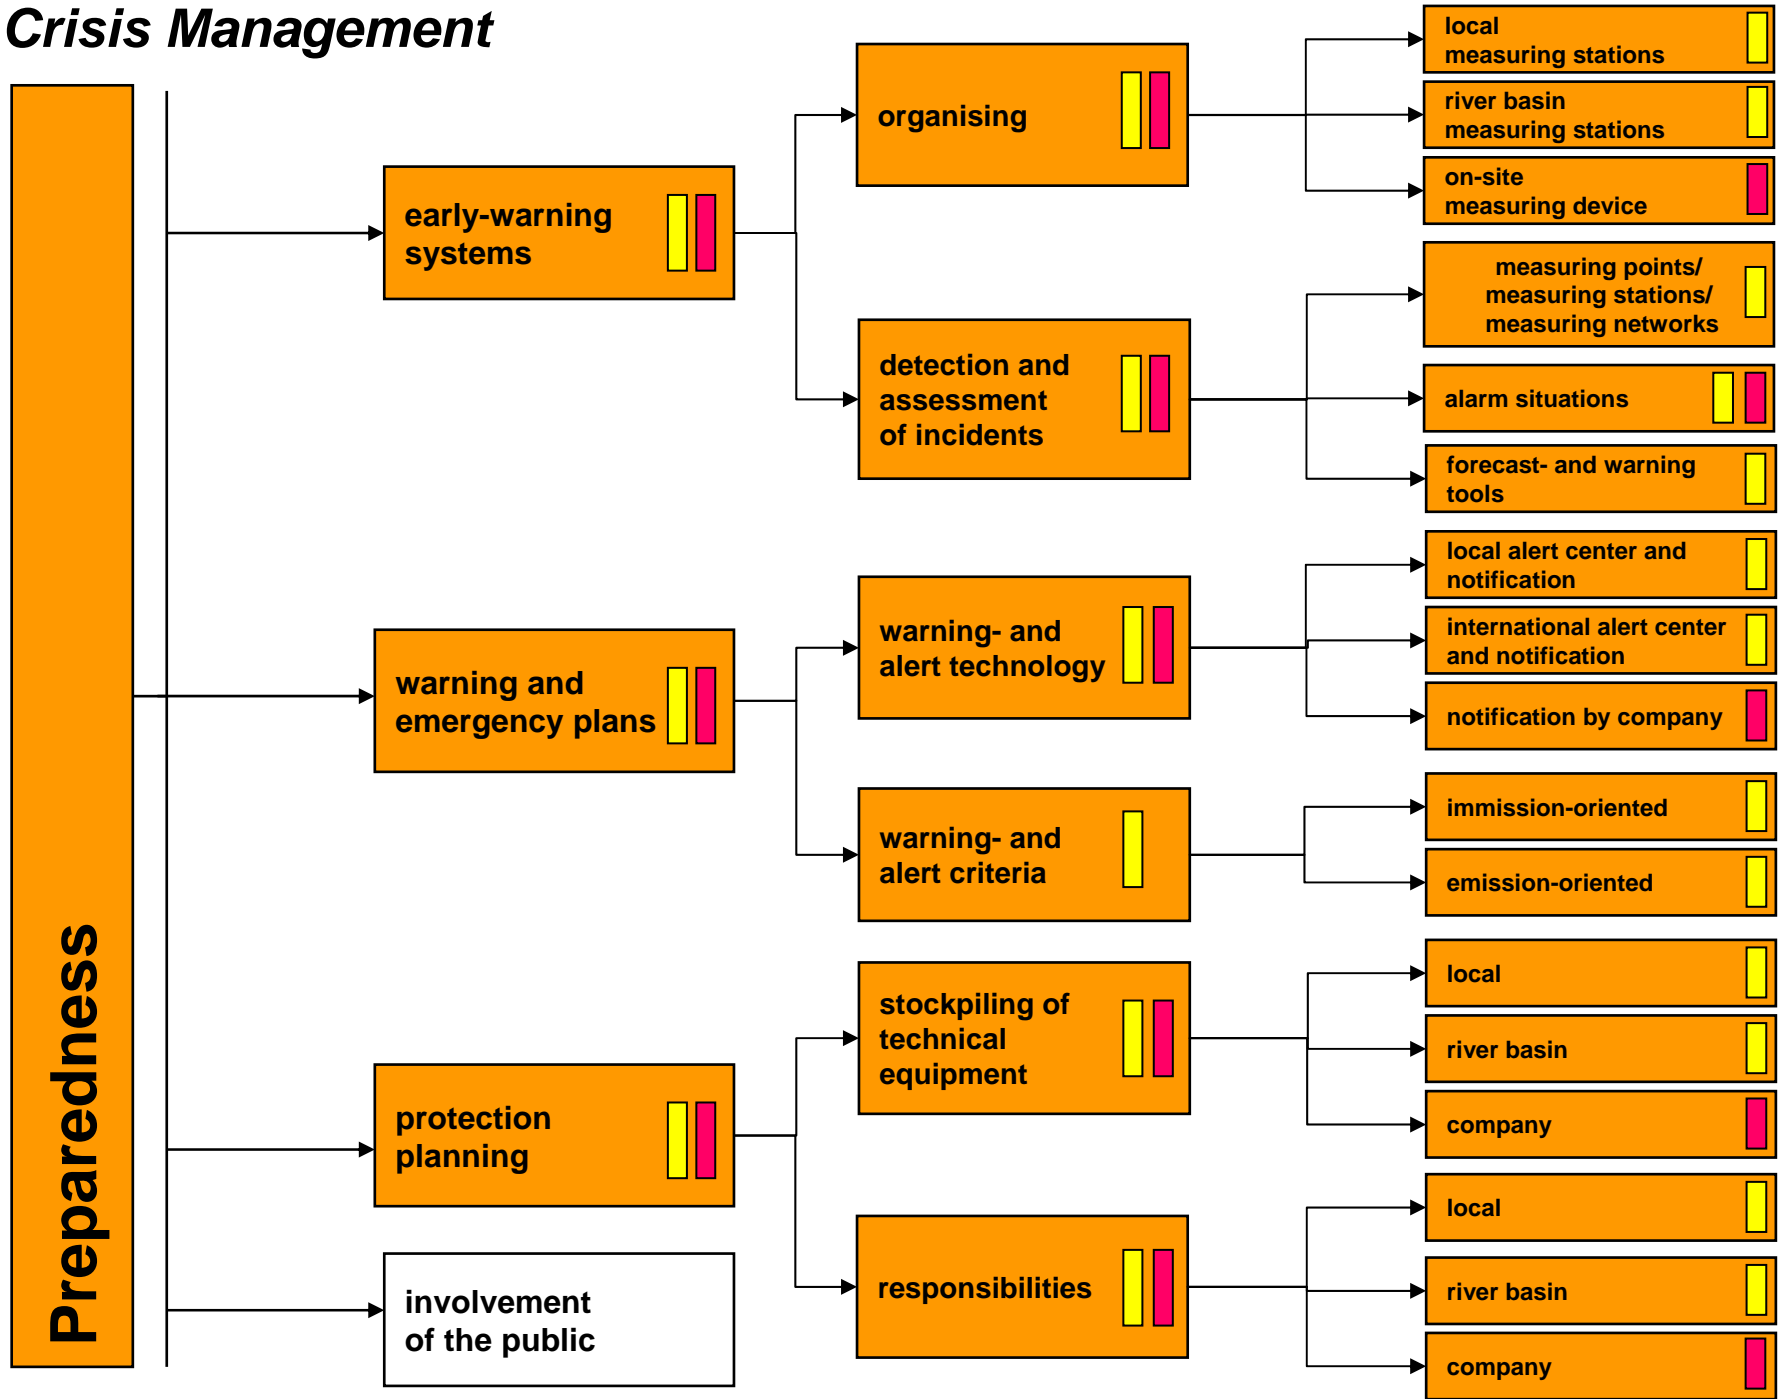 Crisis Management
Preparedness
early-warning
systems
organising
local
measuring stations
river basin
measuring stations
on-site
measuring device
detection and
assessment
of incidents
measuring points/
measuring stations/
measuring networks
alarm situations
forecast- and warning
tools
warning and
emergency plans
warning- and
alert technology
local alert center and
notification
international alert center
and notification
notification by company
warning- and
alert criteria
immission-oriented
emission-oriented
protection
planning
stockpiling of
technical
equipment
local
river basin
company
responsibilities
local
river basin
company
involvement
of the public